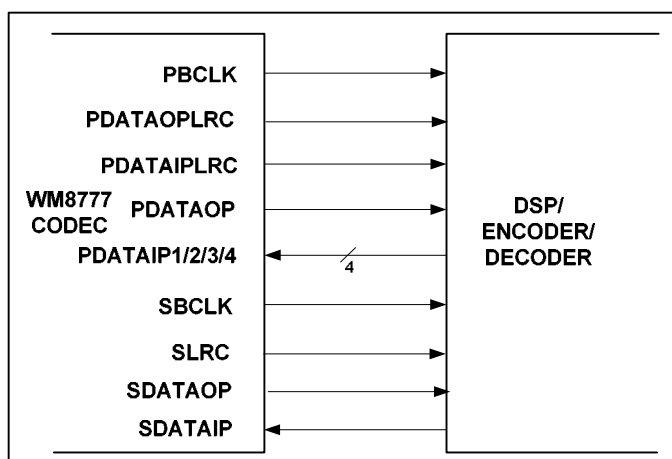 PBCLK
PDATAOPLRC
PDATAIPLRC
WM8777
CODEC
PDATAOP
PDATAIP1/2/3/4
4
SBCLK
SLRC
SDATAOP
SDATAIP
DSP/
ENCODER/
DECODER